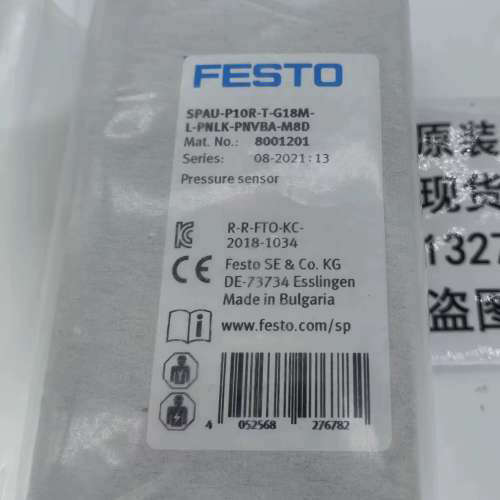 FESTO
SPAU-P10R-T-G18M-
L-PNLK-PNVBA-M8D
Mat. No.: 8001201
Series: 08-2021:13
Pressure sensor
R-R-FTO-KC-
2018-1034
CE Festo SE & Co. KG
DE-73734 Esslingen
Made in Bulgaria
www.festo.com/sp
4 052568 276782
原装
现货
1327
盗图